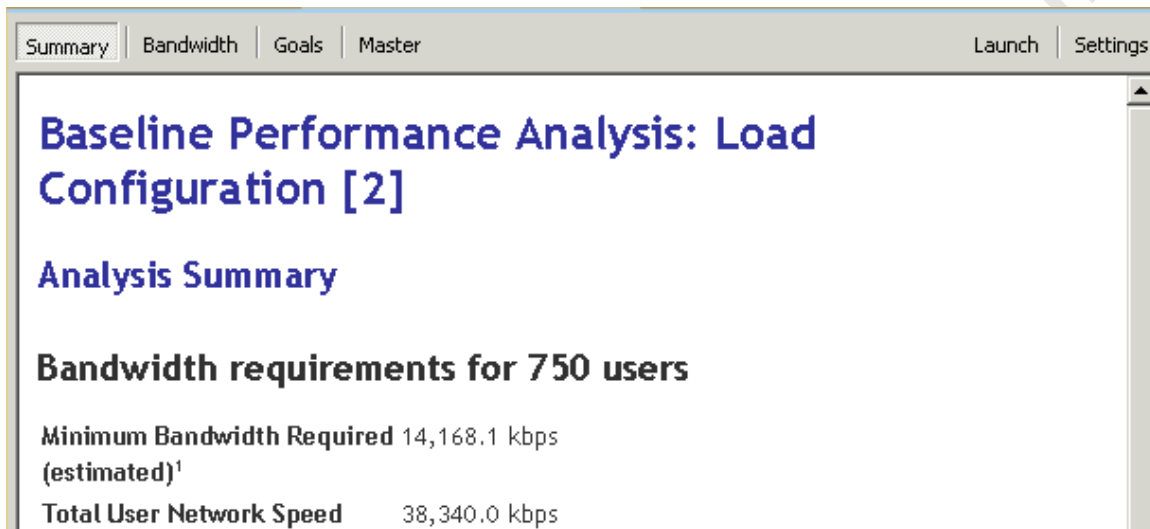 Summary Bandwidth Goals Master Launch Settings
Baseline Performance Analysis: Load
Configuration [2]
Analysis Summary
Bandwidth requirements for 750 users
Minimum Bandwidth Required 14,168.1 kbps
(estimated)¹
Total User Network Speed 38,340.0 kbps